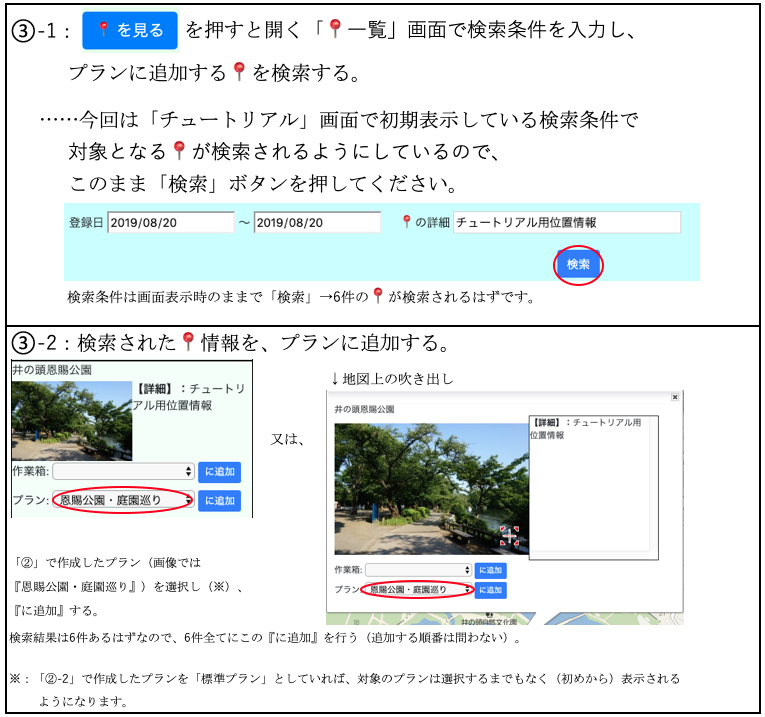 ③-1： 📍を見る を押すと開く「📍一覧」画面で検索条件を入力し、
プランに追加する📍を検索する。
……今回は「チュートリアル」画面で初期表示している検索条件で
対象となる📍が検索されるようにしているので、
このまま「検索」ボタンを押してください。
登録日 2019/08/20 ～ 2019/08/20 📍の詳細 チュートリアル用位置情報
検索
検索条件は画面表示時のままで「検索」→6件の📍が検索されるはずです。
③-2：検索された📍情報を、プランに追加する。
井の頭恩賜公園
【詳細】：チュートリ
アル用位置情報
作業箱: に追加
プラン: 恩賜公園・庭園巡り に追加
又は、
↓地図上の吹き出し
井の頭恩賜公園
【詳細】：チュートリアル用
位置情報
作業箱: に追加
プラン: 恩賜公園・庭園巡り に追加
井の頭自然文化園
「②」で作成したプラン（画像では
『恩賜公園・庭園巡り』）を選択し（※）、
『に追加』する。
検索結果は6件あるはずなので、6件全てにこの『に追加』を行う（追加する順番は問わない）。
※：「②-2」で作成したプランを「標準プラン」としていれば、対象のプランは選択するまでもなく（初めから）表示される
ようになります。